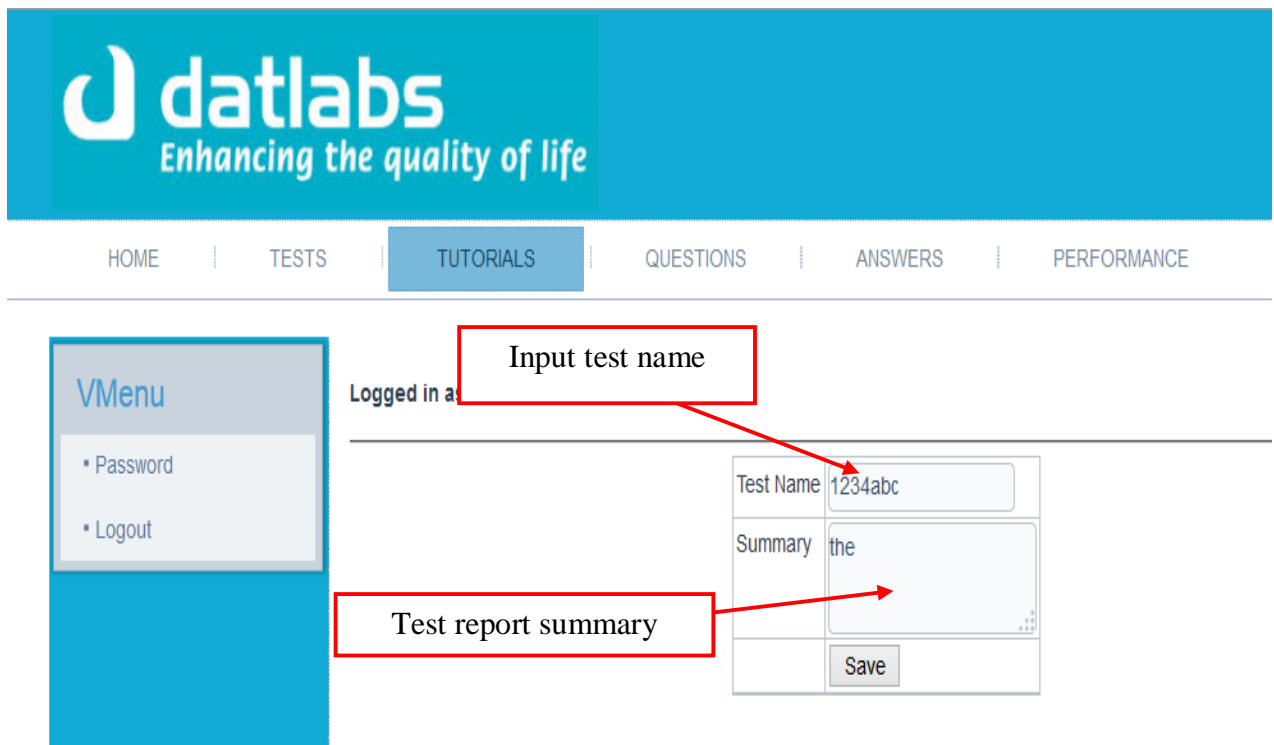 datlabs
Enhancing the quality of life
HOME TESTS TUTORIALS QUESTIONS ANSWERS PERFORMANCE
Input test name
VMenu
Logged in
• Password
Test Name 1234abc
• Logout
Summary the
Test report summary
Save